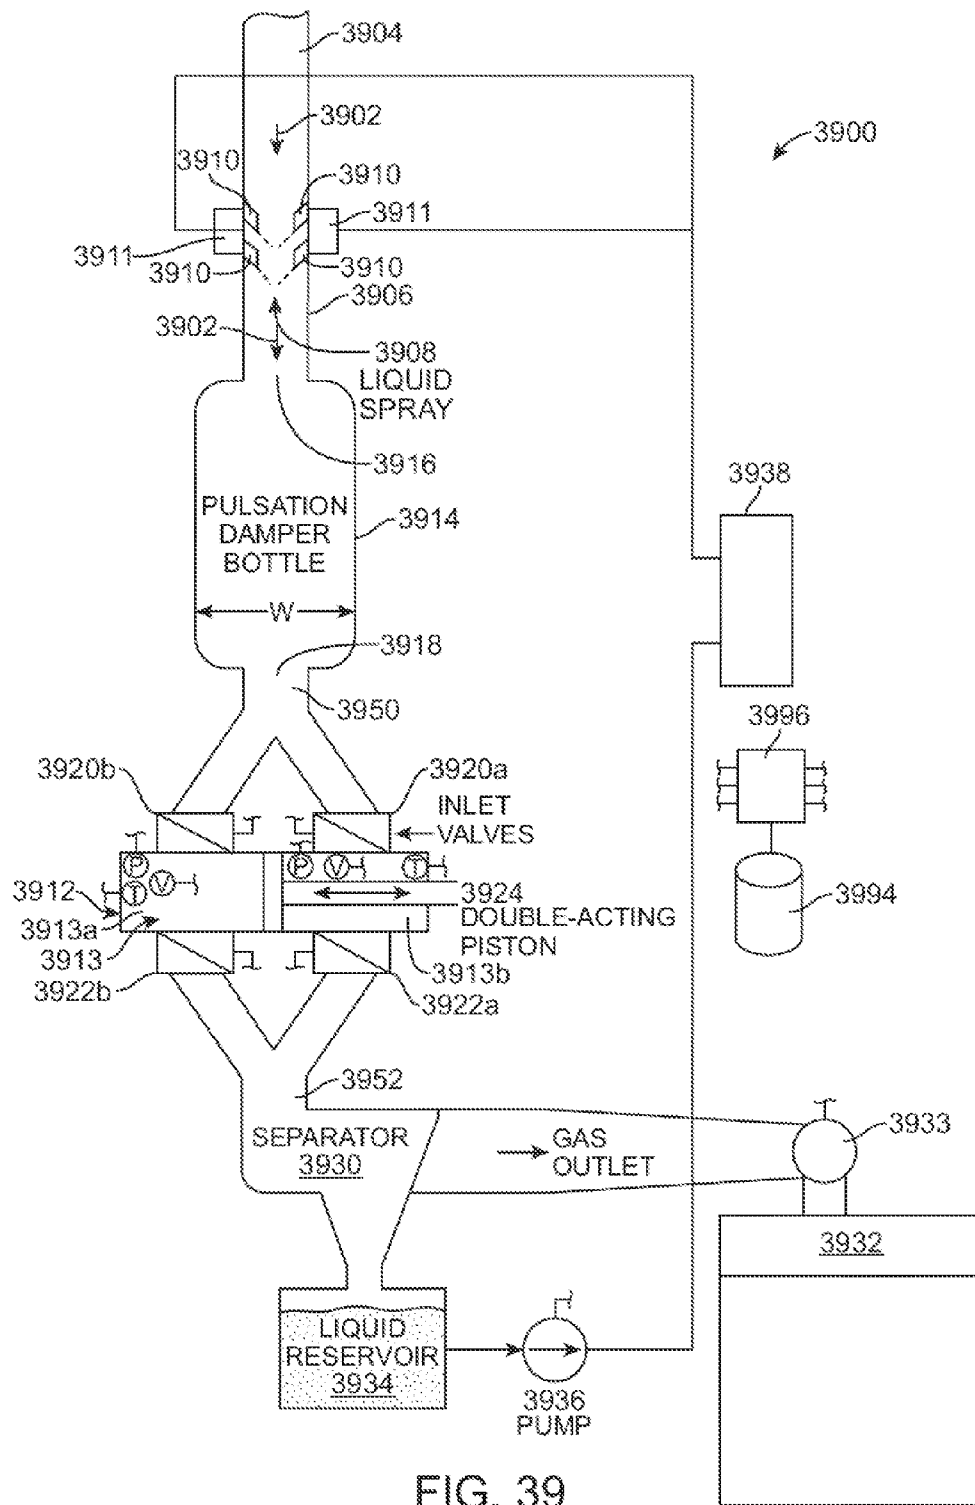 3904
3902
3900
3910
3910
3911
3911
3910
3910
3906
3902
3908
LIQUID
SPRAY
3916
3938
PULSATION
DAMPER
BOTTLE
3914
W
3918
3950
3996
3920b
3920a
INLET
VALVES
P
P
V
T
T
V
3912
3924
DOUBLE-ACTING
PISTON
3994
3913a
3913
3913b
3922b
3922a
3952
SEPARATOR
3930
GAS
OUTLET
3933
3932
LIQUID
RESERVOIR
3934
3936
PUMP
FIG. 39